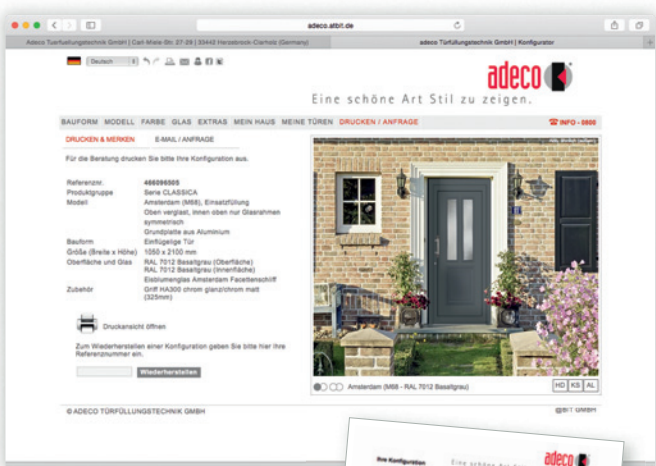 adeco.atbit.de
Adeco Tuerfuellungstechnik GmbH | Carl-Miele-Str. 27-29 | 33442 Herzebrock-Clarholz (Germany)
adeco Türfüllungstechnik GmbH | Konfigurator
Deutsch
adeco
Eine schöne Art Stil zu zeigen.
BAUFORM MODELL FARBE GLAS EXTRAS MEIN HAUS MEINE TÜREN DRUCKEN / ANFRAGE
INFO - 0800
DRUCKEN & MERKEN
E-MAIL / ANFRAGE
Für die Beratung drucken Sie bitte Ihre Konfiguration aus.
Referenznr. 466096505
Produktgruppe Serie CLASSICA
Modell Amsterdam (M68), Einsatzfüllung
Oben verglast, innen oben nur Glasrahmen
symmetrisch
Grundplatte aus Aluminium
Bauform Einflügelige Tür
Größe (Breite x Höhe) 1050 x 2100 mm
Oberfläche und Glas RAL 7012 Basaltgrau (Oberfläche)
RAL 7012 Basaltgrau (Innenfläche)
Eisblumenglas Amsterdam Facettenschliff
Zubehör Griff HA300 chrom glanz/chrom matt
(325mm)
Druckansicht öffnen
Zum Wiederherstellen einer Konfiguration geben Sie bitte hier Ihre
Referenznummer ein.
Wiederherstellen
Amsterdam (M68 - RAL 7012 Basaltgrau)
HD KS AL
© ADECO TÜRFÜLLUNGSTECHNIK GMBH
@BIT GMBH
Ihre Konfiguration
Eine schöne Art
adeco